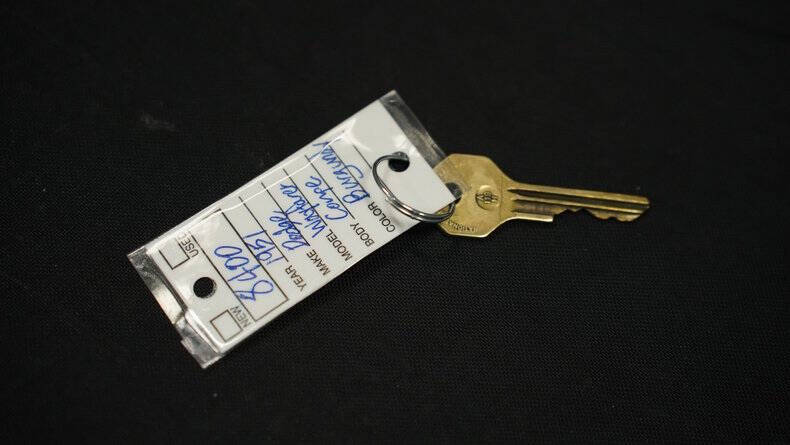 NEW
USED
8400
YEAR 1951
MAKE Dodge
MODEL Wayfarer
BODY Coupe
COLOR Burgundy